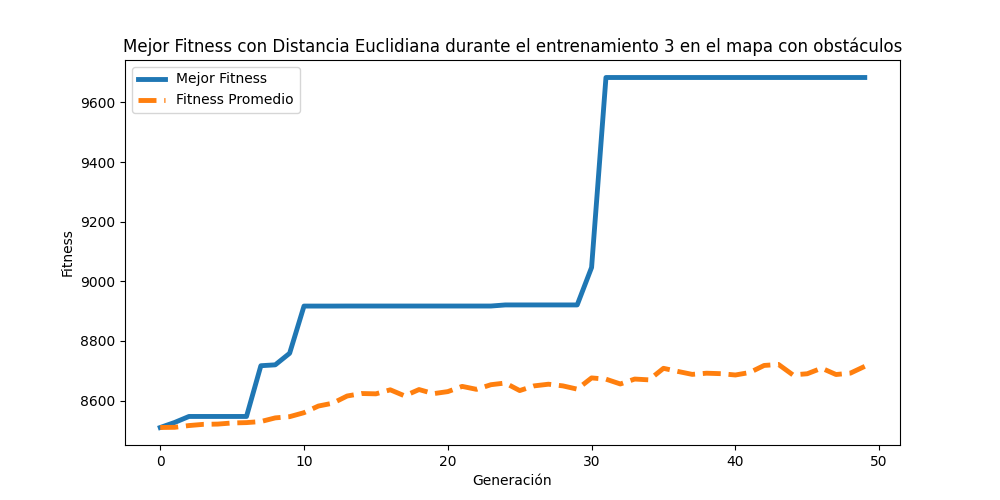 Mejor Fitness con Distancia Euclidiana durante el entrenamiento 3 en el mapa con obstáculos
Mejor Fitness
Fitness Promedio
Fitness
9600
9400
9200
9000
8800
8600
0 10 20 30 40 50
Generación